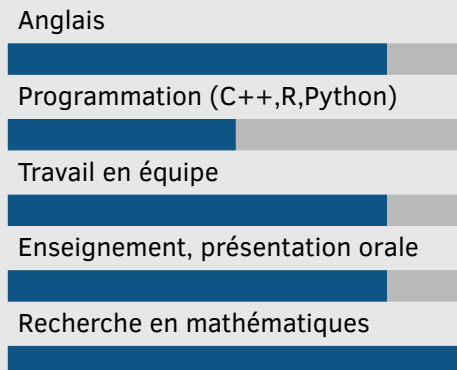 Anglais
Programmation (C++,R,Python)
Travail en équipe
Enseignement, présentation orale
Recherche en mathématiques